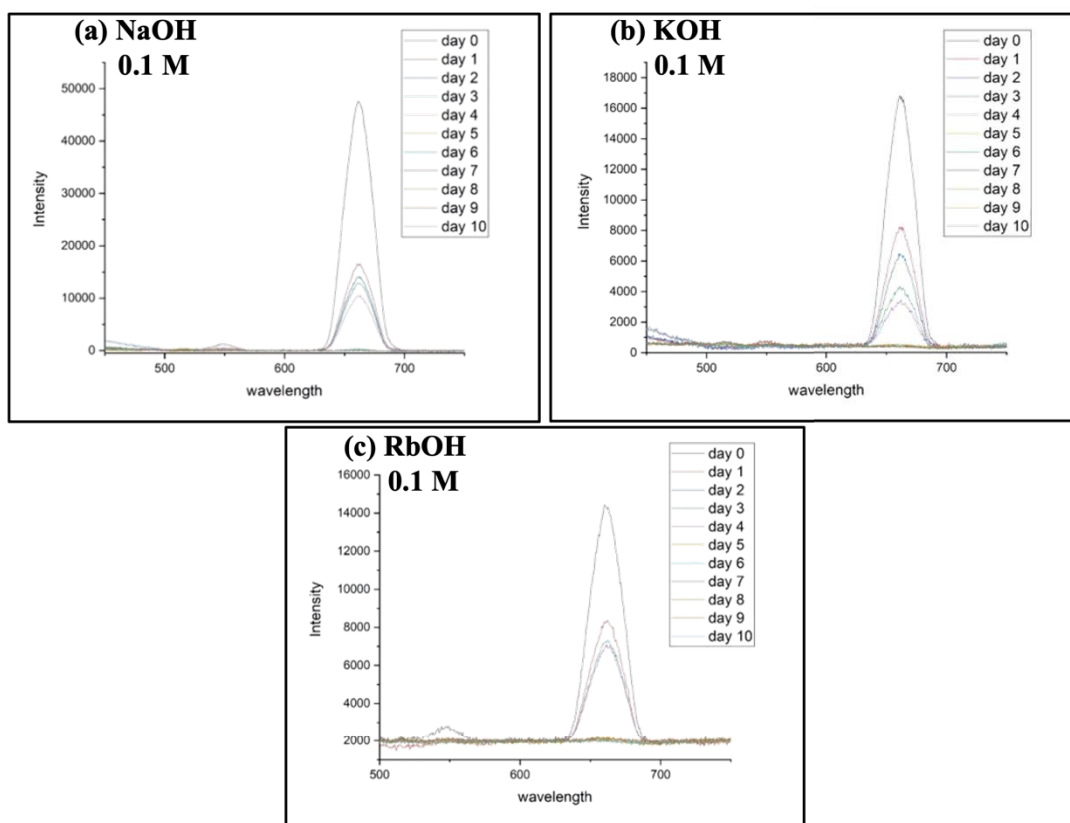 (a) NaOH
0.1 M
day 0
day 1
day 2
day 3
day 4
day 5
day 6
day 7
day 8
day 9
day 10
50000
40000
30000
20000
10000
0
Intensity
500
600
700
wavelength
(b) KOH
0.1 M
day 0
day 1
day 2
day 3
day 4
day 5
day 6
day 7
day 8
day 9
day 10
18000
16000
14000
12000
10000
8000
6000
4000
2000
0
Intensity
500
600
700
wavelength
(c) RbOH
0.1 M
day 0
day 1
day 2
day 3
day 4
day 5
day 6
day 7
day 8
day 9
day 10
16000
14000
12000
10000
8000
6000
4000
2000
Intensity
500
600
700
wavelength